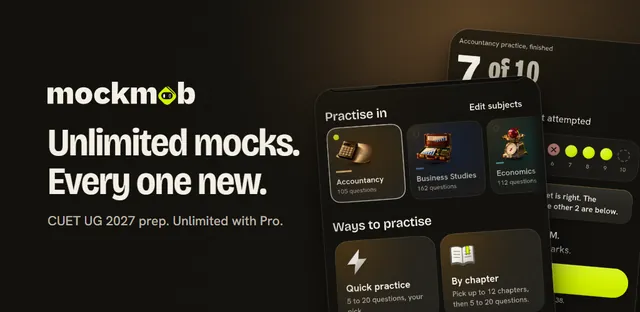 mockmob
Unlimited mocks.
Every one new.
CUET UG 2027 prep. Unlimited with Pro.
Accountancy practice, finished
7 of 10
attempted
6 7 8 9 10
et is right. The
e other 2 are below.
M,
arks.
38.
Practise in
Edit subjects
Accountancy
105 questions
Business Studies
162 questions
Economics
112 questions
Ways to practise
Quick practice
5 to 20 questions, your
pick.
By chapter
Pick up to 12 chapters,
then 5 to 20 questions.